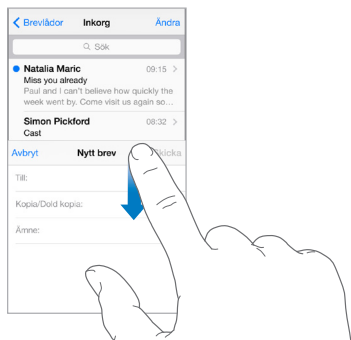 Brevlådor Inkorg Ändra
Sök
Natalia Maric 09:15
Miss you already
Paul and I can't believe how quickly the
week went by. Come visit us again so...
Simon Pickford 08:32
Cast
Avbryt Nytt brev Skicka
Till:
Kopia/Dold kopia:
Ämne: